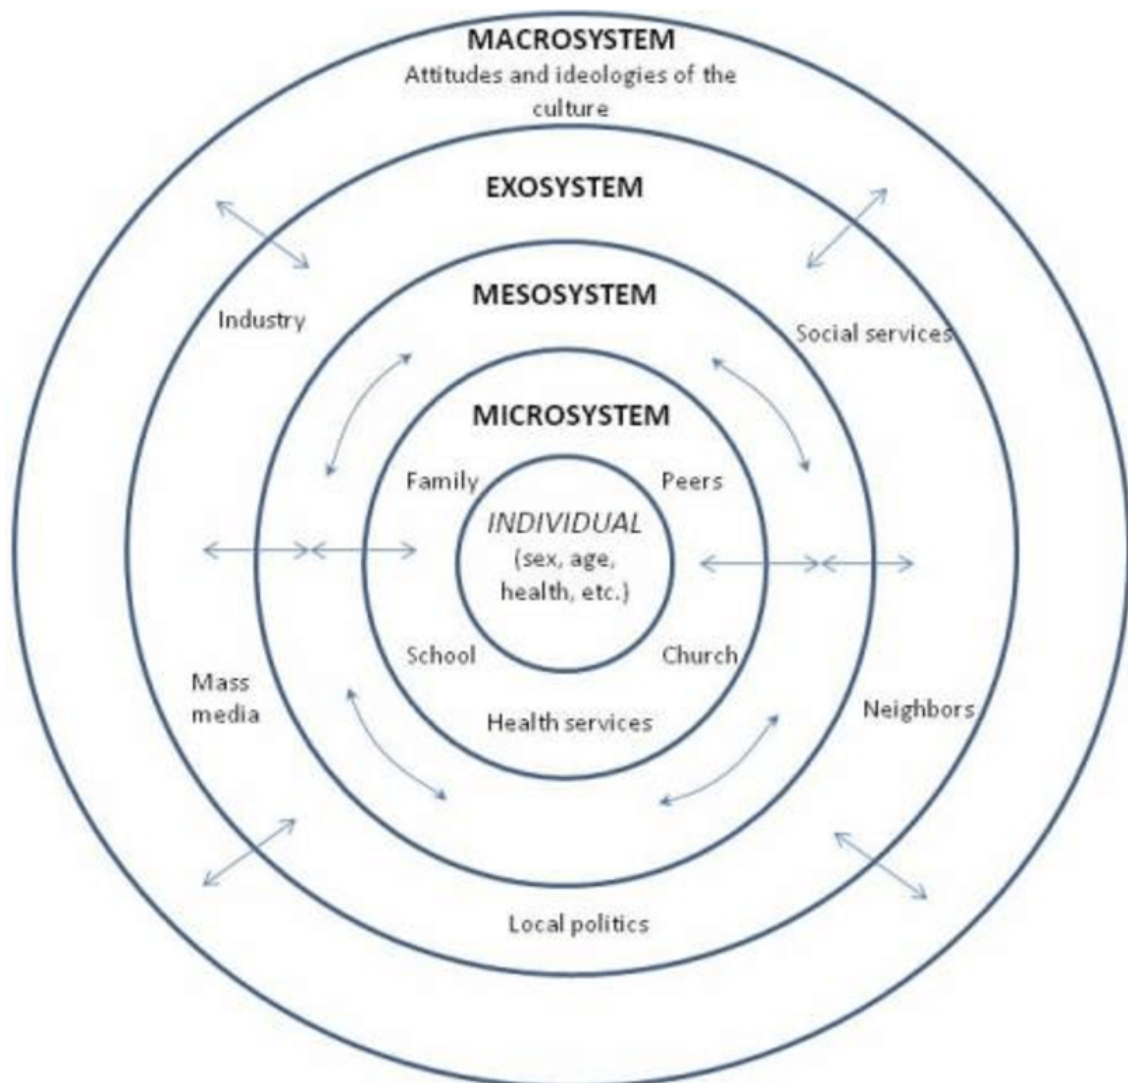 MACROSYSTEM
Attitudes and ideologies of the
culture
EXOSYSTEM
MESOSYSTEM
Industry
Social services
MICROSYSTEM
Family
Peers
INDIVIDUAL
(sex, age,
health, etc.)
School
Church
Mass
media
Neighbors
Health services
Local politics